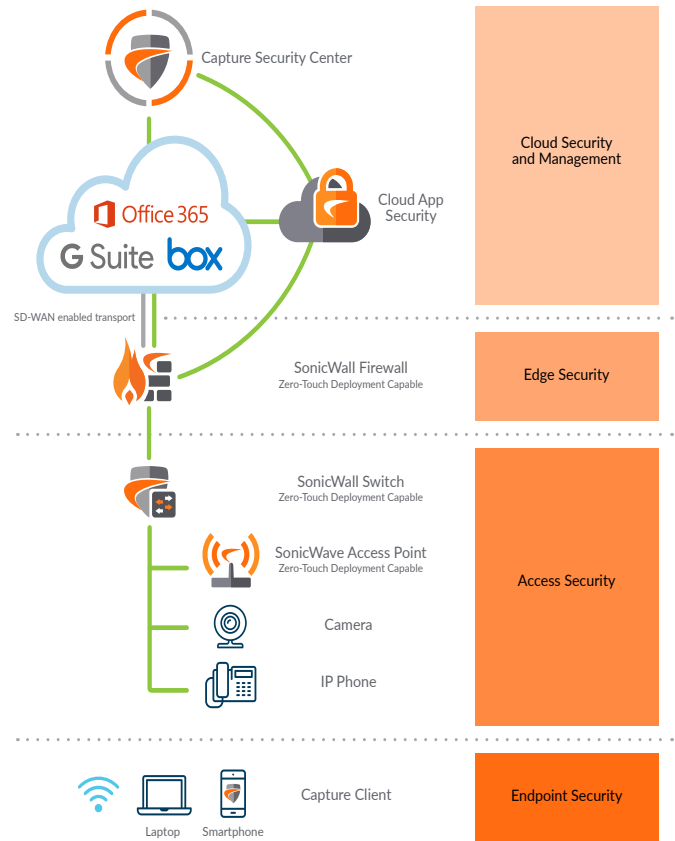 Capture Security Center
Cloud Security
and Management
Cloud App
Security
Office 365
G Suite box
SD-WAN enabled transport
SonicWall Firewall
Zero-Touch Deployment Capable
Edge Security
SonicWall Switch
Zero-Touch Deployment Capable
SonicWave Access Point
Zero-Touch Deployment Capable
Access Security
Camera
IP Phone
Capture Client
Endpoint Security
Laptop
Smartphone